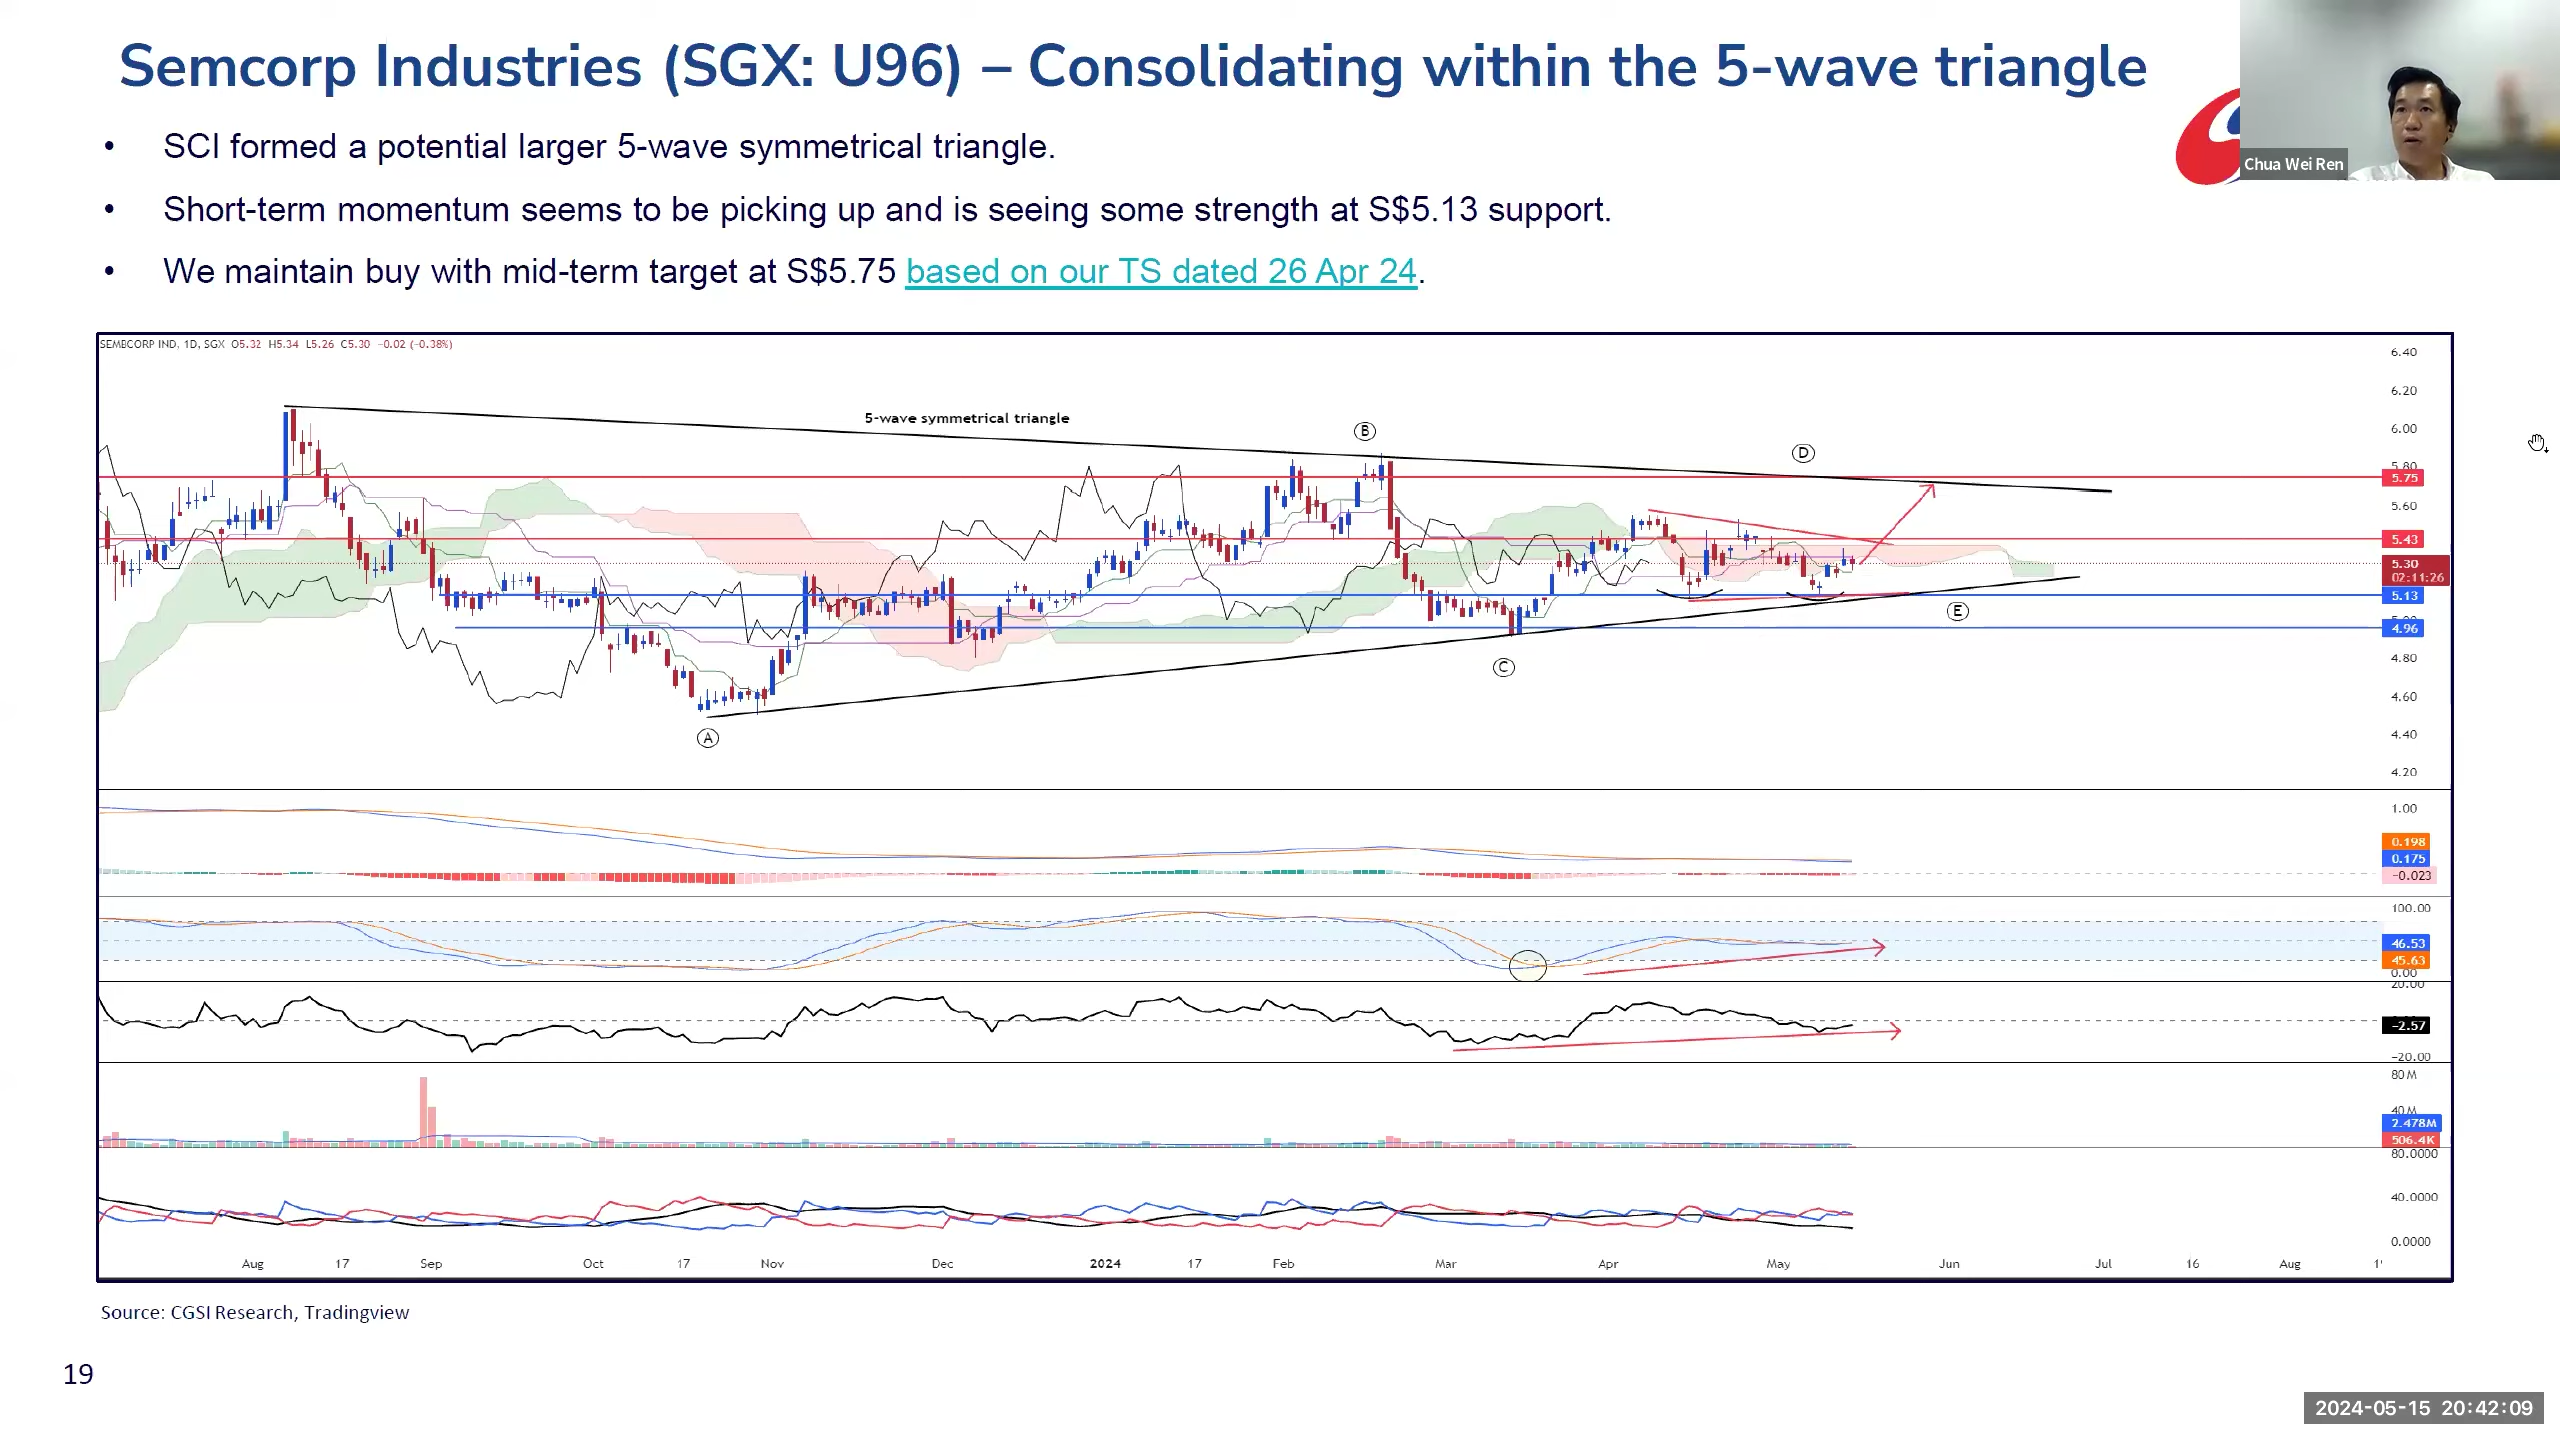 Semcorp Industries (SGX: U96) – Consolidating within the 5-wave triangle
Chua Wei Ren
• SCI formed a potential larger 5-wave symmetrical triangle.
• Short-term momentum seems to be picking up and is seeing some strength at S$5.13 support.
• We maintain buy with mid-term target at S$5.75 based on our TS dated 26 Apr 24.
SEMBCORP IND, 1D, SGX O5.32 H5.34 L5.26 C5.30 −0.02 (−0.38%)
6.40
6.20
5-wave symmetrical triangle
6.00
B
D
5.80
5.75
5.60
5.43
5.30
02:11:26
5.13
E
5.00
4.96
4.80
C
4.60
A
4.40
4.20
1.00
0.198
0.175
−0.023
100.00
46.53
45.63
0.00
20.00
−2.57
−20.00
80 M
40 M
2.478M
506.4K
80.0000
40.0000
0.0000
Aug 17 Sep Oct 17 Nov Dec 2024 17 Feb Mar Apr May Jun Jul 16 Aug
Source: CGSI Research, Tradingview
19
2024-05-15 20:42:09